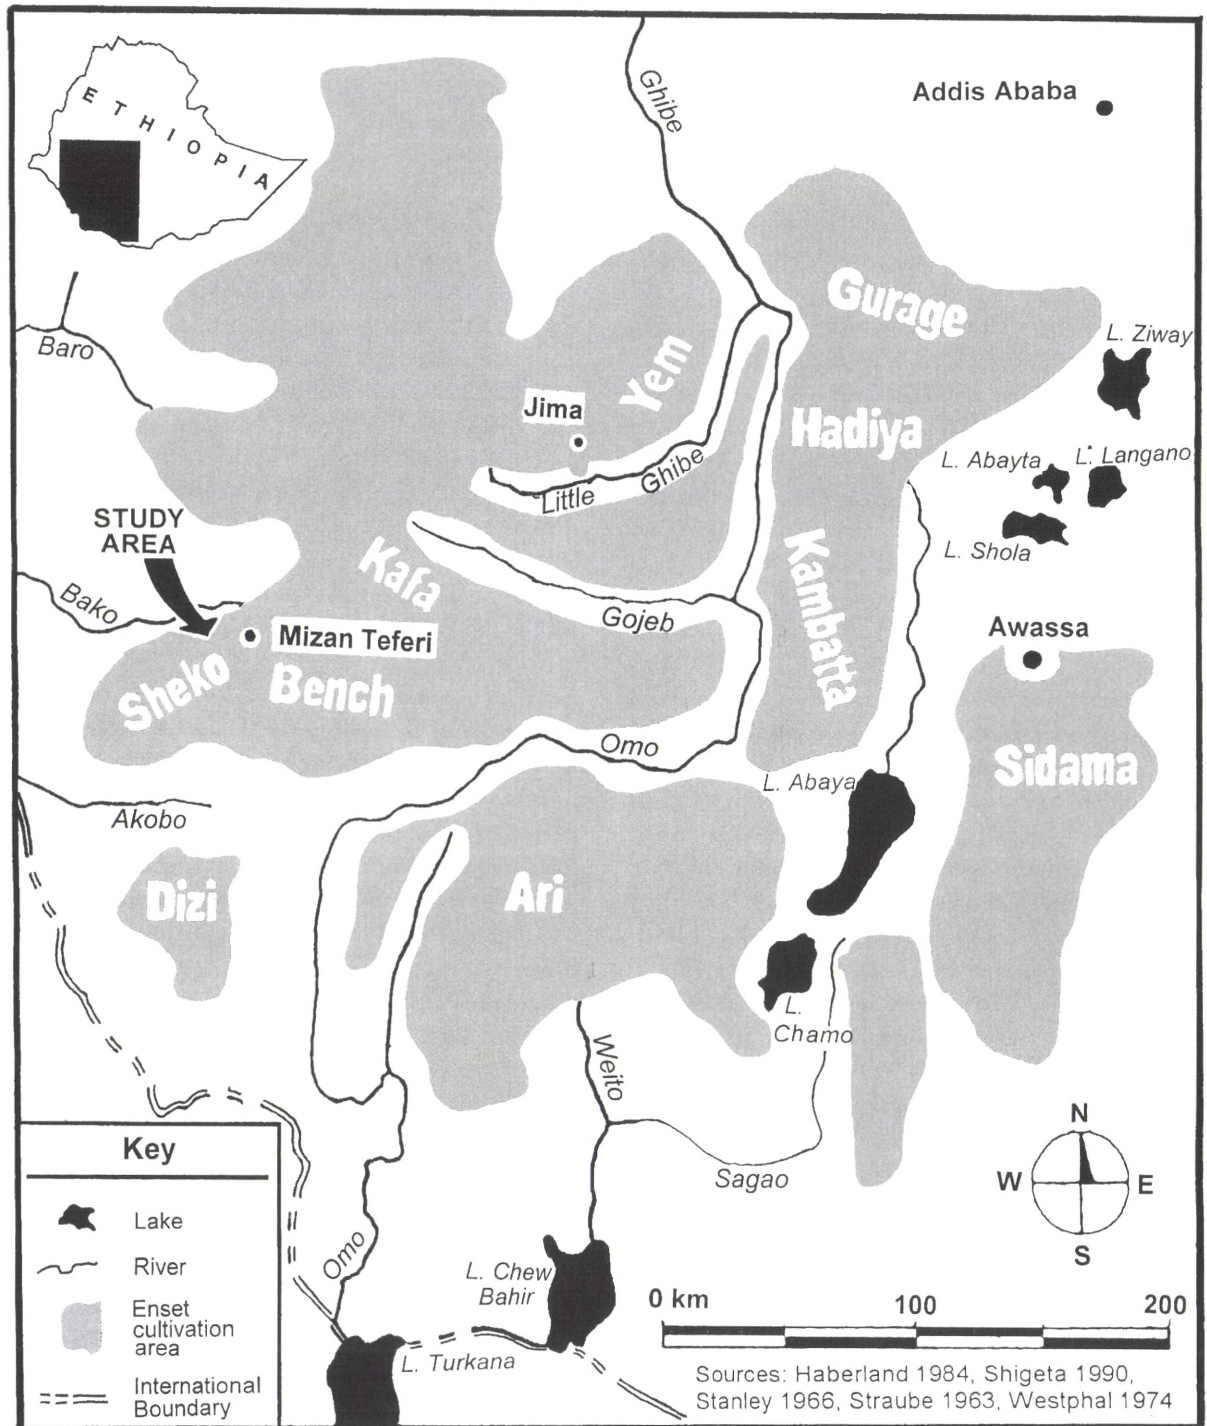 ETHIOPIA
Ghibe
Addis Ababa
Gurage
L. Ziway
Baro
Yem
Jima
Hadiya
L. Abayta
L. Langano
Little Ghibe
L. Shola
STUDY
AREA
Kafa
Kambatta
Bako
Gojeb
Mizan Teferi
Awassa
Sheko
Bench
Omo
Sidama
L. Abaya
Akobo
Dizi
Ari
L.
Chamo
Weito
Sagao
N
W
E
S
Omo
L. Chew
Bahir
L. Turkana
Key
Lake
River
Enset
cultivation
area
International
Boundary
0 km
100
200
Sources: Haberland 1984, Shigeta 1990,
Stanley 1966, Straube 1963, Westphal 1974